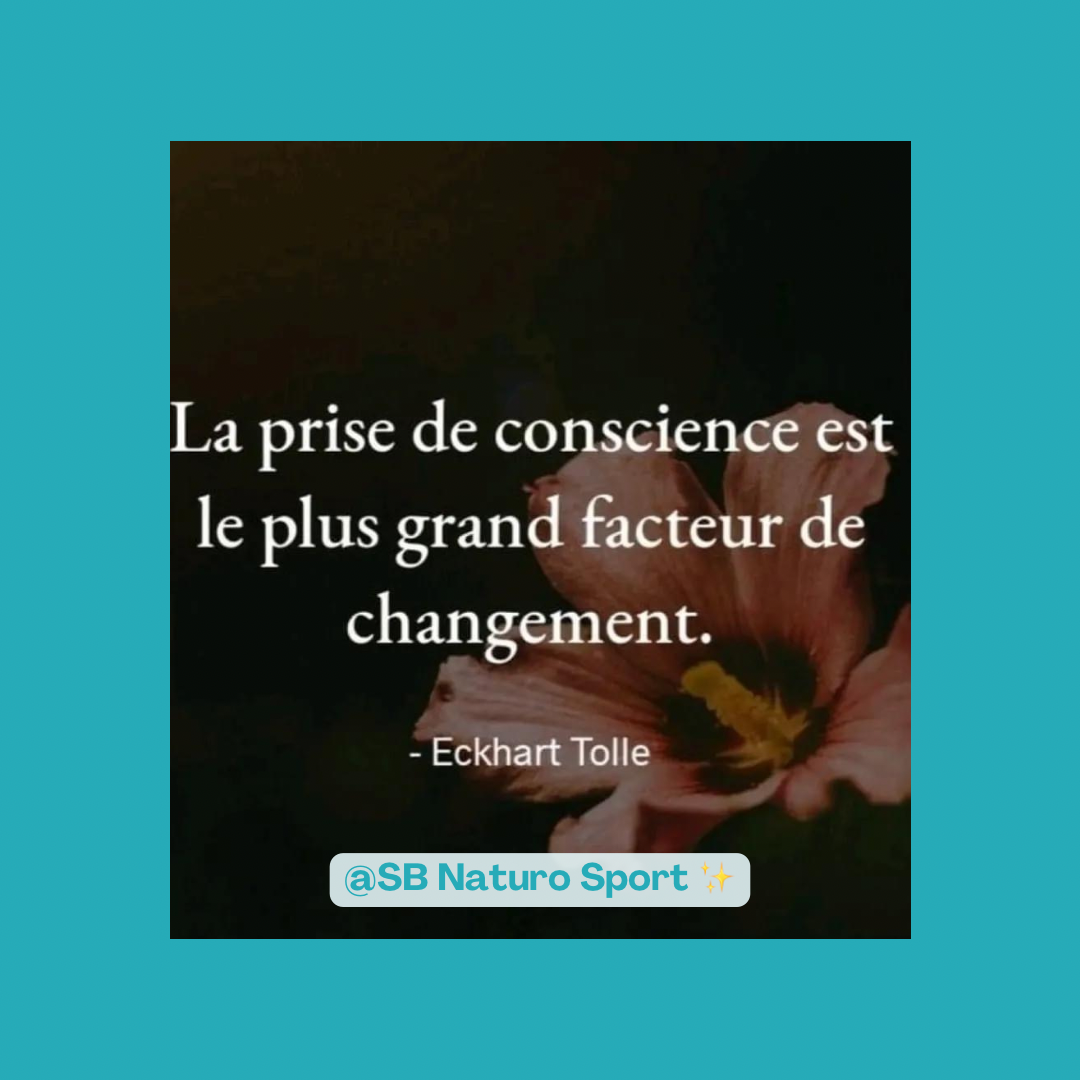 La prise de conscience est
le plus grand facteur de
changement.
- Eckhart Tolle
@SB Naturo Sport ✨